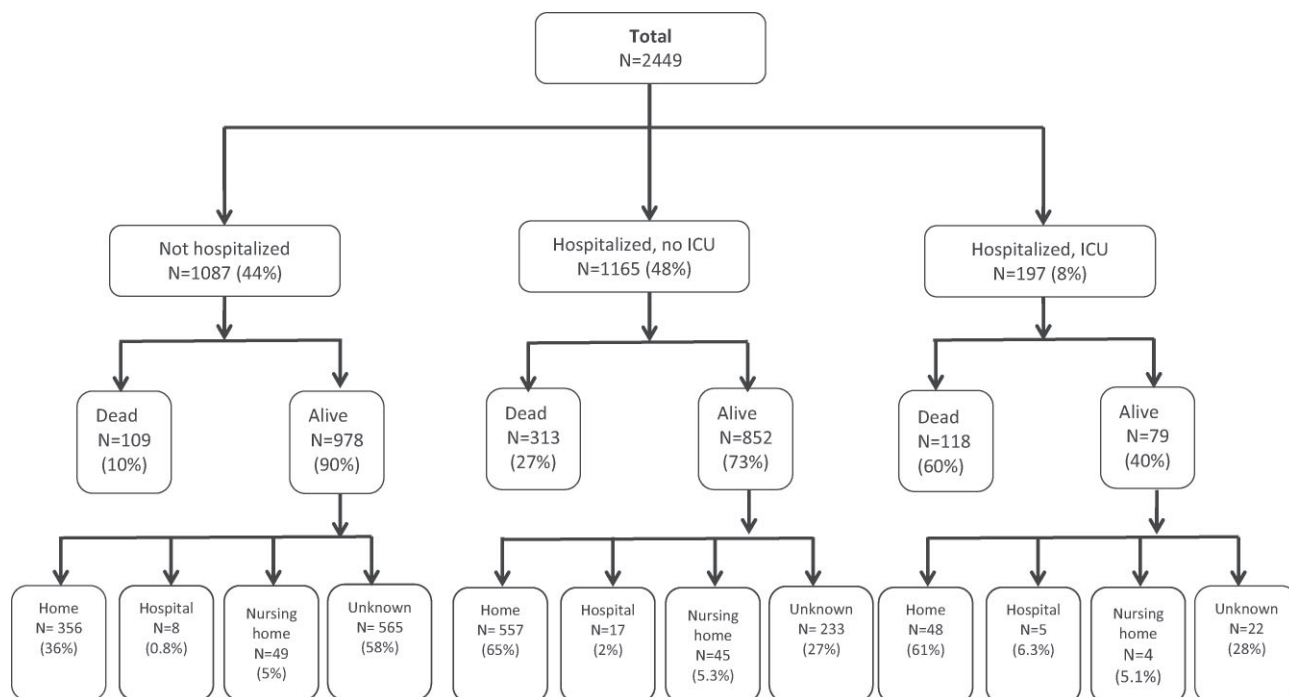 Total
N=2449
Not hospitalized
N=1087 (44%)
Hospitalized, no ICU
N=1165 (48%)
Hospitalized, ICU
N=197 (8%)
Dead
N=109
(10%)
Alive
N=978
(90%)
Dead
N=313
(27%)
Alive
N=852
(73%)
Dead
N=118
(60%)
Alive
N=79
(40%)
Home
N= 356
(36%)
Hospital
N=8
(0.8%)
Nursing
home
N=49
(5%)
Unknown
N= 565
(58%)
Home
N= 557
(65%)
Hospital
N=17
(2%)
Nursing
home
N=45
(5.3%)
Unknown
N= 233
(27%)
Home
N=48
(61%)
Hospital
N=5
(6.3%)
Nursing
home
N=4
(5.1%)
Unknown
N=22
(28%)